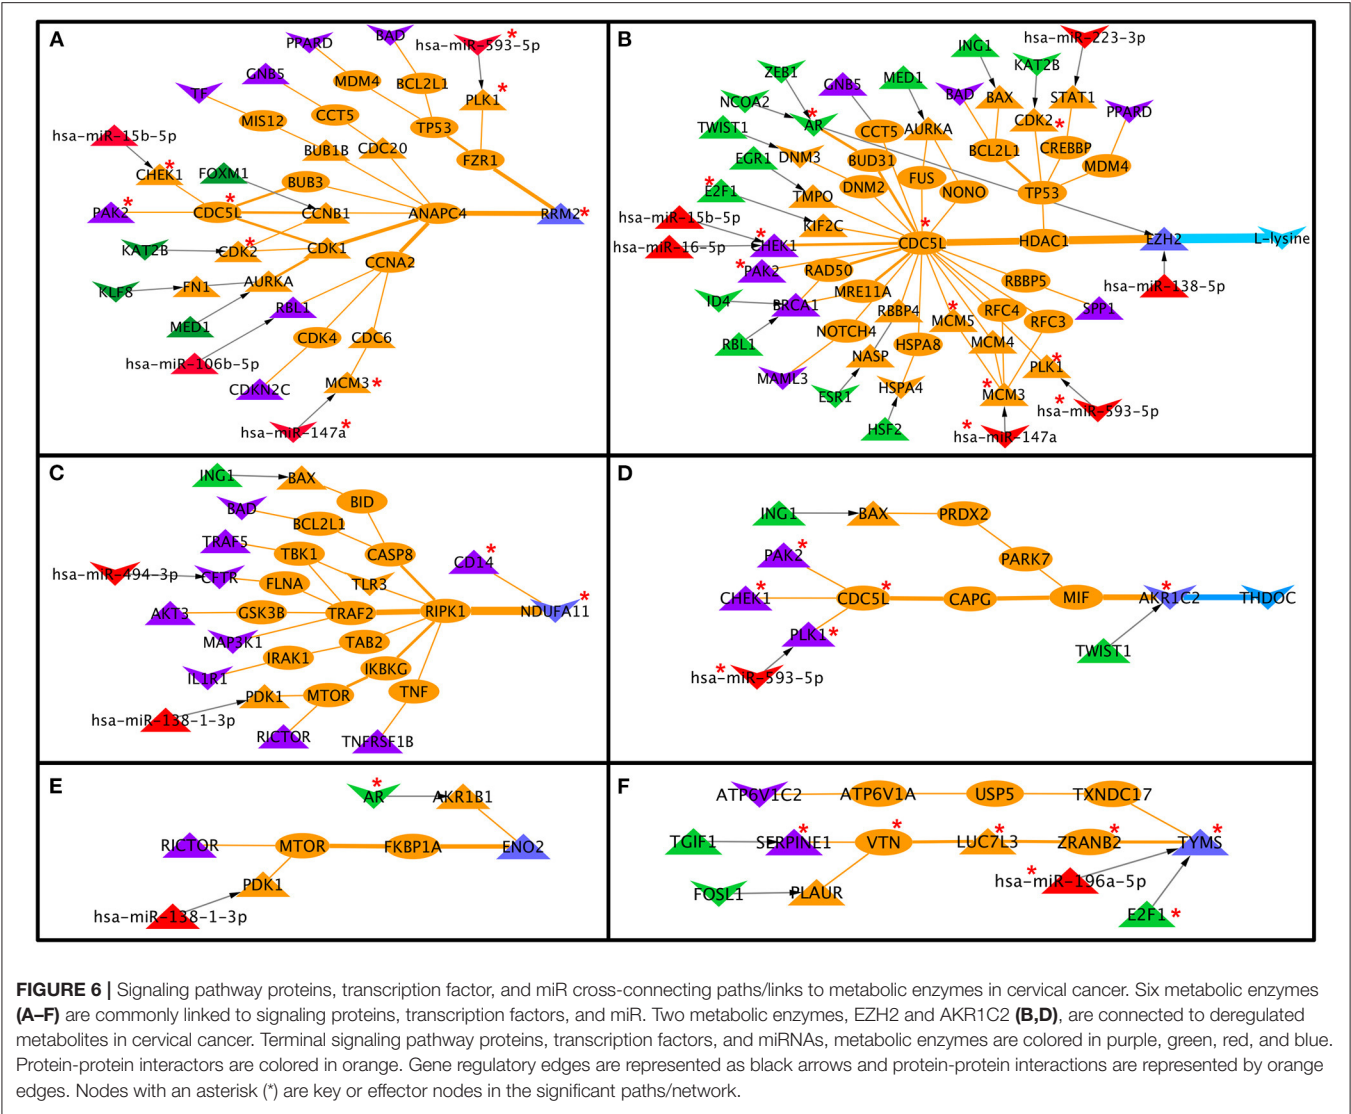 A
PPARD
BAD
hsa-miR-593-5p *
GNB5
MDM4
BCL2L1
TF
PLK1 *
MIS12
CCT5
TP53
hsa-miR-15b-5p
BUB1B
CDC20
FZR1
CHEK1 *
FOXM1
BUB3
PAK2 *
CDC5L *
CCNB1
ANAPC4
RRM2 *
KAT2B
CDK2 *
CDK1
CCNA2
KLF8
FN1
AURKA
RBL1
MED1
CDK4
CDC6
hsa-miR-106b-5p
CDKN2C
MCM3 *
hsa-miR-147a *
B
ING1
hsa-miR-223-3p
ZEB1
GNB5
MED1
KAT2B
NCOA2
BAD
BAX
STAT1
PPARD
TWIST1
AR *
CCT5
AURKA
CDK2 *
EGR1
DNM3
BUD31
BCL2L1
CREBBP
MDM4
E2F1 *
TMPO
DNM2
FUS
NONO
TP53
hsa-miR-15b-5p
KIF2C
hsa-miR-16-5p
CHEK1 *
CDC5L *
HDAC1
EZH2
L-lysine
PAK2 *
RAD50
RBBP5
hsa-miR-138-5p
ID4
BRCA1
MRE11A
RBBP4
MCM5 *
RFC4
RFC3
SPP1
RBL1
NOTCH4
HSPA8
MCM4
MAML3
NASP
PLK1 *
ESR1
HSPA4
MCM3 *
hsa-miR-593-5p *
HSF2
hsa-miR-147a *
C
ING1
BAX
BID
BAD
BCL2L1
TRAF5
TBK1
CASP8
CD14 *
hsa-miR-494-3p
CFTR
FLNA
TLR3
AKT3
GSK3B
TRAF2
RIPK1
NDUFA11 *
MAP3K1
TAB2
IL1R1
IRAK1
IKBKG
PDK1
MTOR
TNF
hsa-miR-138-1-3p
RICTOR
TNFRSF1B
D
ING1
BAX
PRDX2
PAK2 *
PARK7
CHEK1 *
CDC5L *
CAPG
MIF
AKR1C2 *
THDOC
PLK1 *
TWIST1
hsa-miR-593-5p *
E
AR *
AKR1B1
RICTOR
MTOR
FKBP1A
ENO2
PDK1
hsa-miR-138-1-3p
F
ATP6V1C2
ATP6V1A
USP5
TXNDC17
TGIF1
SERPINE1 *
VTN *
LUC7L3 *
ZRANB2 *
TYMS *
FOSL1
PLAUR
hsa-miR-196a-5p *
E2F1 *
FIGURE 6 | Signaling pathway proteins, transcription factor, and miR cross-connecting paths/links to metabolic enzymes in cervical cancer. Six metabolic enzymes
(A–F) are commonly linked to signaling proteins, transcription factors, and miR. Two metabolic enzymes, EZH2 and AKR1C2 (B,D), are connected to deregulated
metabolites in cervical cancer. Terminal signaling pathway proteins, transcription factors, and miRNAs, metabolic enzymes are colored in purple, green, red, and blue.
Protein-protein interactors are colored in orange. Gene regulatory edges are represented as black arrows and protein-protein interactions are represented by orange
edges. Nodes with an asterisk (*) are key or effector nodes in the significant paths/network.